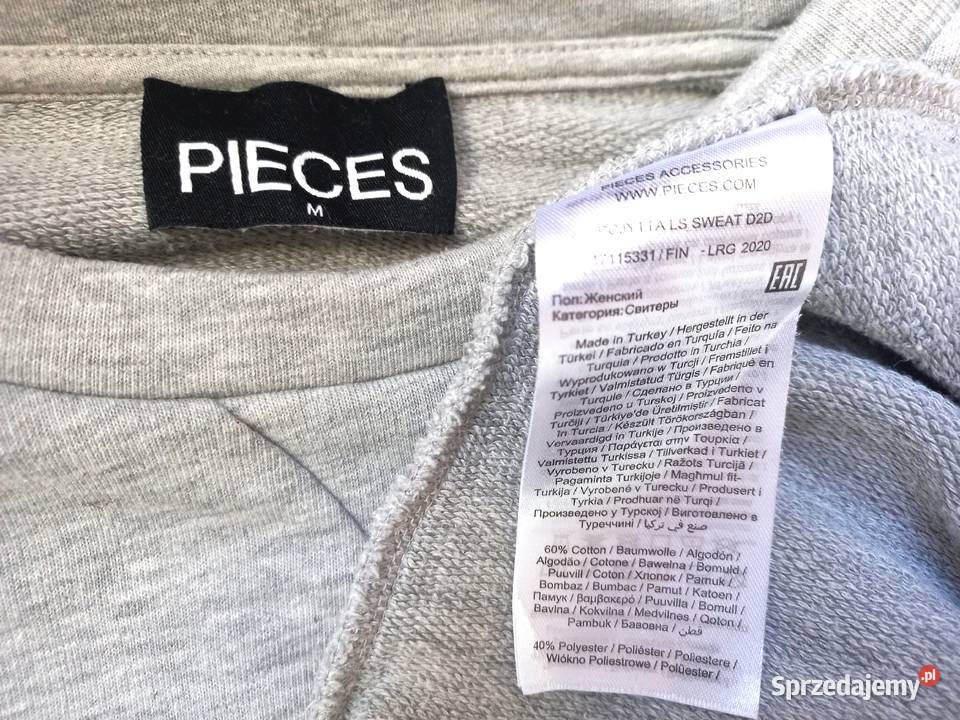 PIECES
M
PIECES ACCESSORIES
WWW.PIECES.COM
LS SWEAT D2D
17115331/FIN - LRG 2020
EAC
Пол:Женский
Категория:Свитеры
Made in Turkey / Hergestellt in der
Türkei / Fabricado en Turquía / Feito na
Turquia / Prodotto in Turchia /
Wyprodukowano w Turcji / Fremstillet i
Tyrkiet / Valmistatud Türgis / Fabriqué en
Turquie / Сделано в Турции /
Proizvedeno u Turskoj / Proizvedeno v
Turčiji / Türkiye'de Üretilmiştir / Fabricat
în Turcia / Készült Törökországban /
Vervaardigd in Turkije / Произведено в
Турция / Παράγεται στην Τουρκία /
Valmistettu Turkissa / Tillverkad i Turkiet /
Vyrobeno v Turecku / Ražots Turcijā /
Pagaminta Turkijoje / Magħmul fit-
Turkija / Vyrobené v Turecku / Produsert i
Tyrkia / Prodhuar në Turqi /
Произведено у Турској / Виготовлено в
Туреччині / صنع في تركيا
60% Cotton / Baumwolle / Algodón /
Algodão / Cotone / Bawełna / Bomuld /
Puuvill / Coton / Хлопок / Pamuk /
Bombaz / Bumbac / Pamut / Katoen /
Памук / βαμβακερό / Puuvilla / Bomull /
Bavlna / Kokvilna / Medvilnės / Qoton /
Pambuk / Бавовна / قطن
40% Polyester / Poliéster / Poliestere /
Włókno Poliestrowe / Polüester /
Sprzedajemy.pl